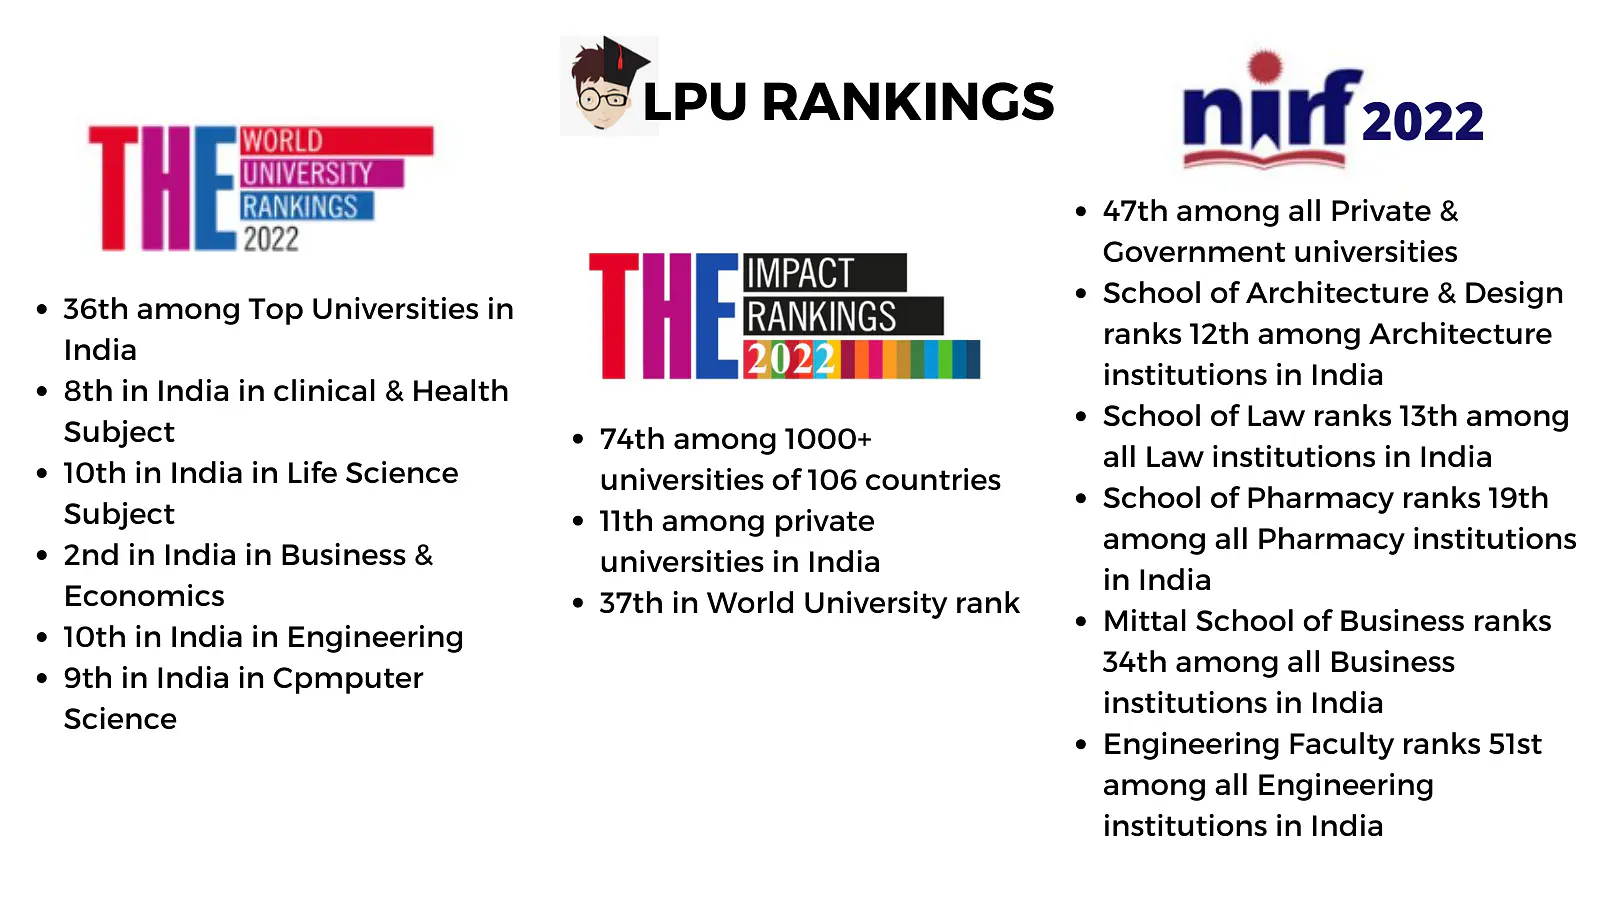 LPU RANKINGS
THE WORLD
UNIVERSITY
RANKINGS
2022
• 36th among Top Universities in
India
• 8th in India in clinical & Health
Subject
• 10th in India in Life Science
Subject
• 2nd in India in Business &
Economics
• 10th in India in Engineering
• 9th in India in Cpmputer
Science
THE IMPACT
RANKINGS
2022
• 74th among 1000+
universities of 106 countries
• 11th among private
universities in India
• 37th in World University rank
nirf 2022
• 47th among all Private &
Government universities
• School of Architecture & Design
ranks 12th among Architecture
institutions in India
• School of Law ranks 13th among
all Law institutions in India
• School of Pharmacy ranks 19th
among all Pharmacy institutions
in India
• Mittal School of Business ranks
34th among all Business
institutions in India
• Engineering Faculty ranks 51st
among all Engineering
institutions in India